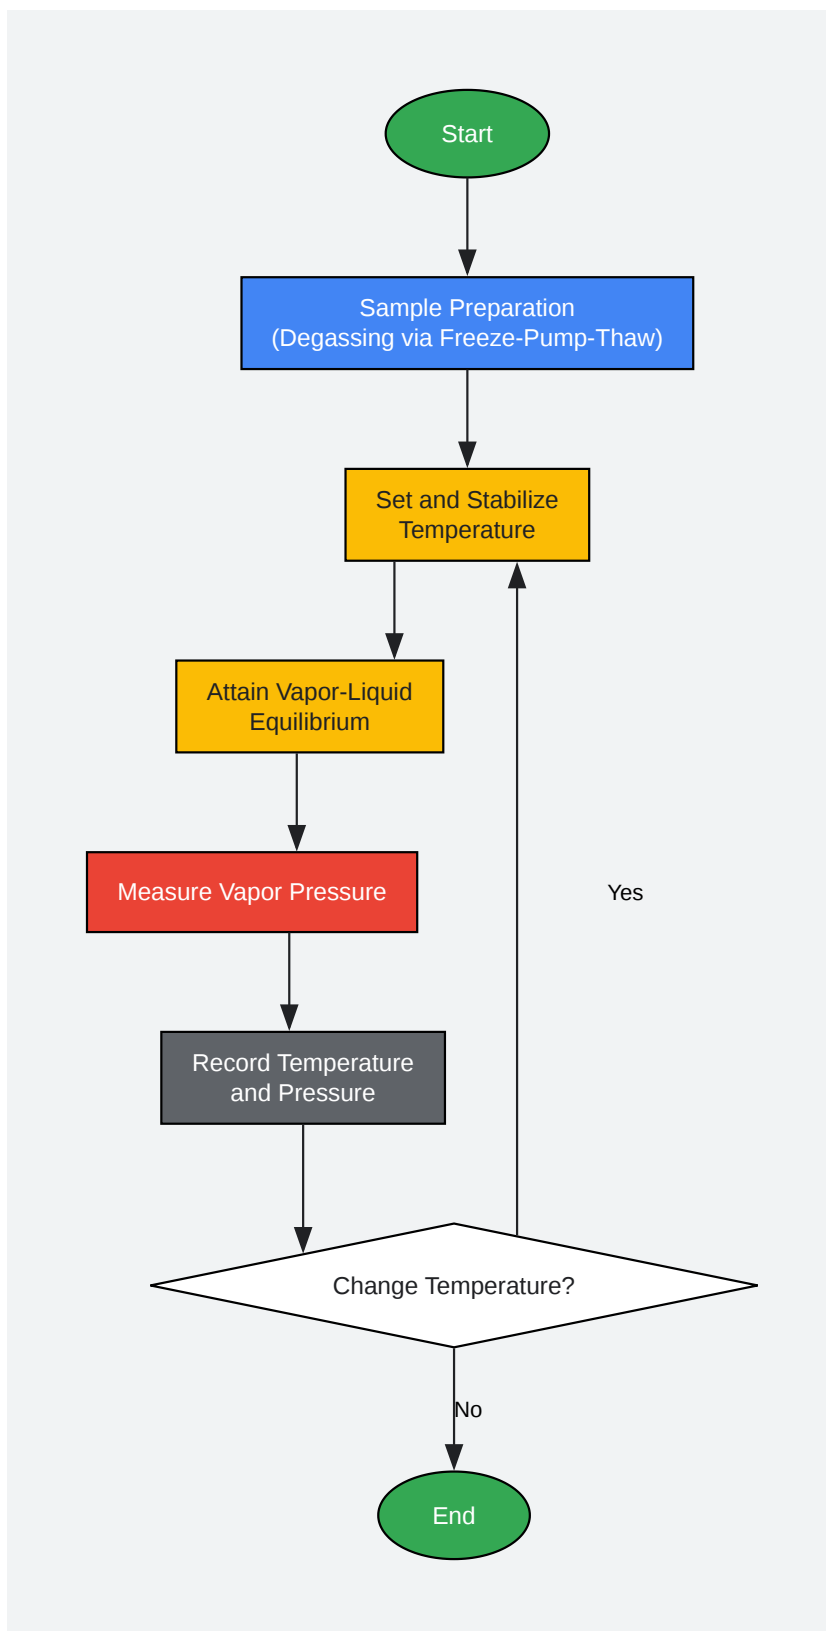 Start
Sample Preparation
(Degassing via Freeze-Pump-Thaw)
Set and Stabilize
Temperature
Attain Vapor-Liquid
Equilibrium
Measure Vapor Pressure
Yes
Record Temperature
and Pressure
Change Temperature?
No
End